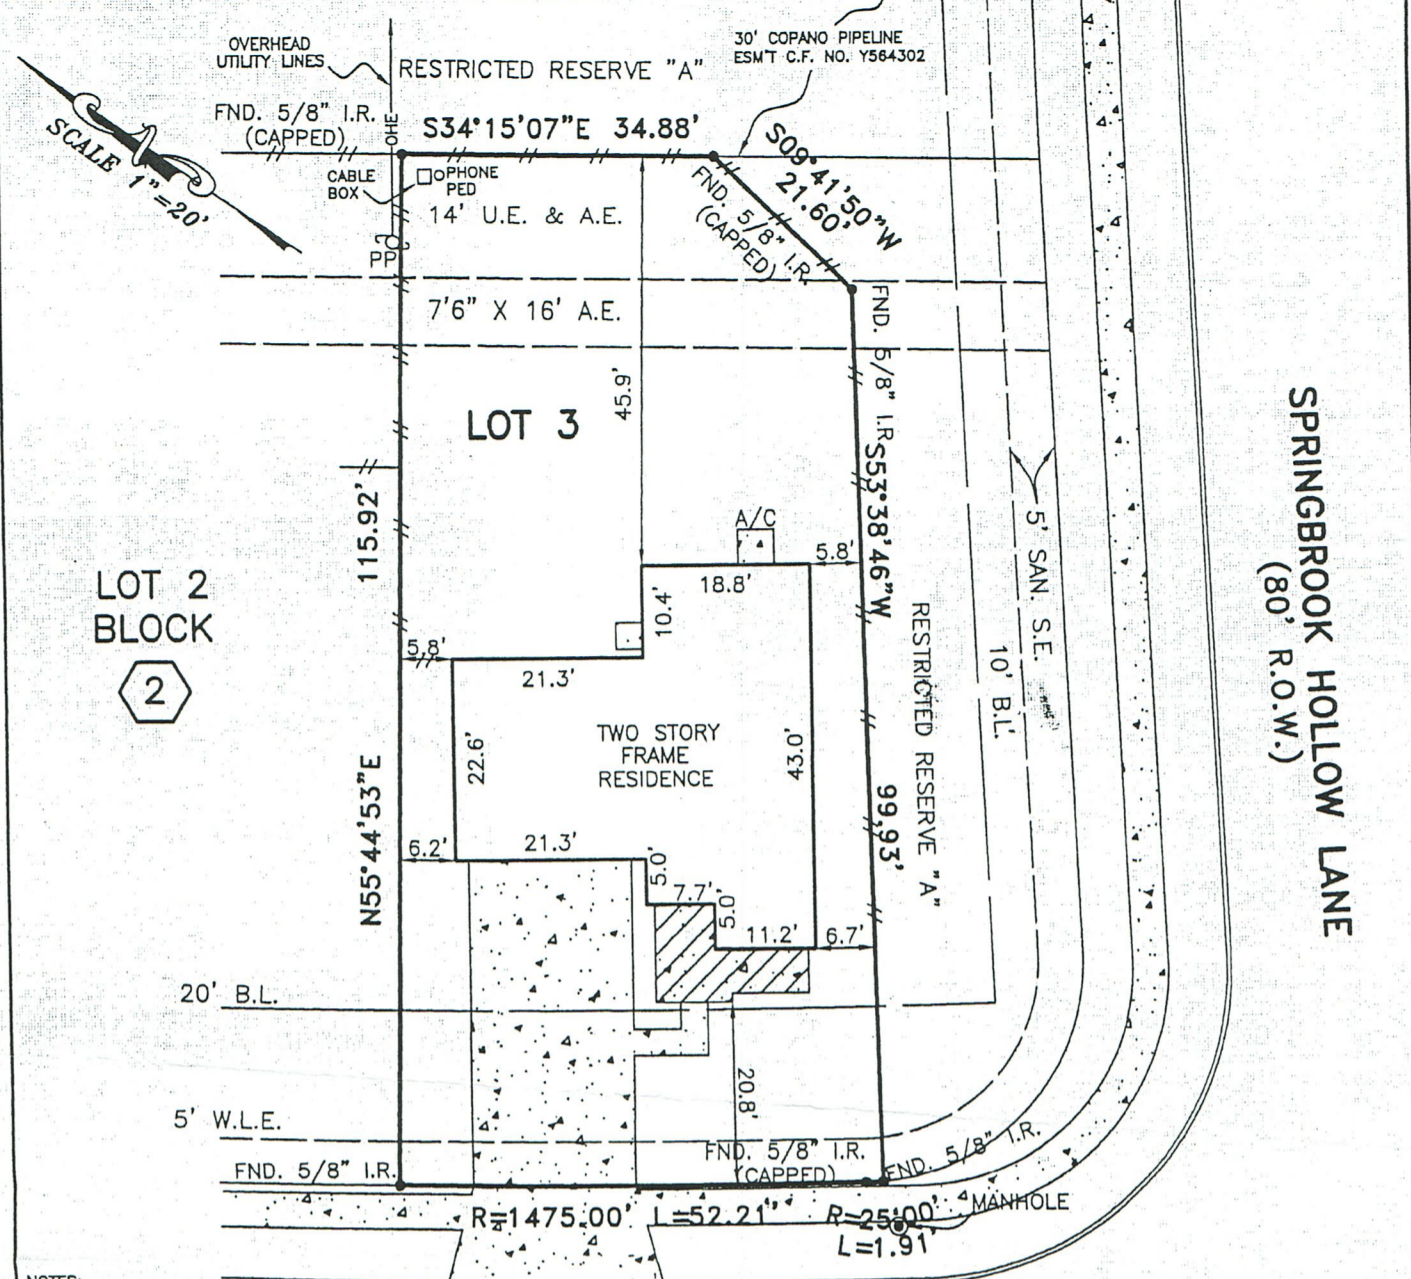 30' COPANO PIPELINE
ESM'T C.F. NO. Y564302
OVERHEAD
UTILITY LINES
RESTRICTED RESERVE "A"
FND. 5/8" I.R.
(CAPPED)
OHE
S34°15'07"E 34.88'
S09°41'50"W
21.60'
SCALE 1"=20'
CABLE
BOX
PHONE
PED
14' U.E. & A.E.
FND. 5/8" I.R.
(CAPPED)
PP
7'6" X 16' A.E.
FND. 5/8" I.R.
45.9'
LOT 3
S53°38'46"W
99.93'
115.92'
N55°44'53"E
A/C
5.8'
18.8'
10.4'
5' SAN. S.E.
10' B.L.
RESTRICTED RESERVE "A"
SPRINGBROOK HOLLOW LANE
(80' R.O.W.)
LOT 2
BLOCK
2
5.8'
21.3'
22.6'
TWO STORY
FRAME
RESIDENCE
43.0'
6.2'
21.3'
5.0'
7.7'
5.0'
11.2'
6.7'
20' B.L.
20.8'
5' W.L.E.
FND. 5/8" I.R.
FND. 5/8" I.R.
(CAPPED)
FND. 5/8" I.R.
MANHOLE
R=1475.00' L=52.21'
R=25.00'
L=1.91'